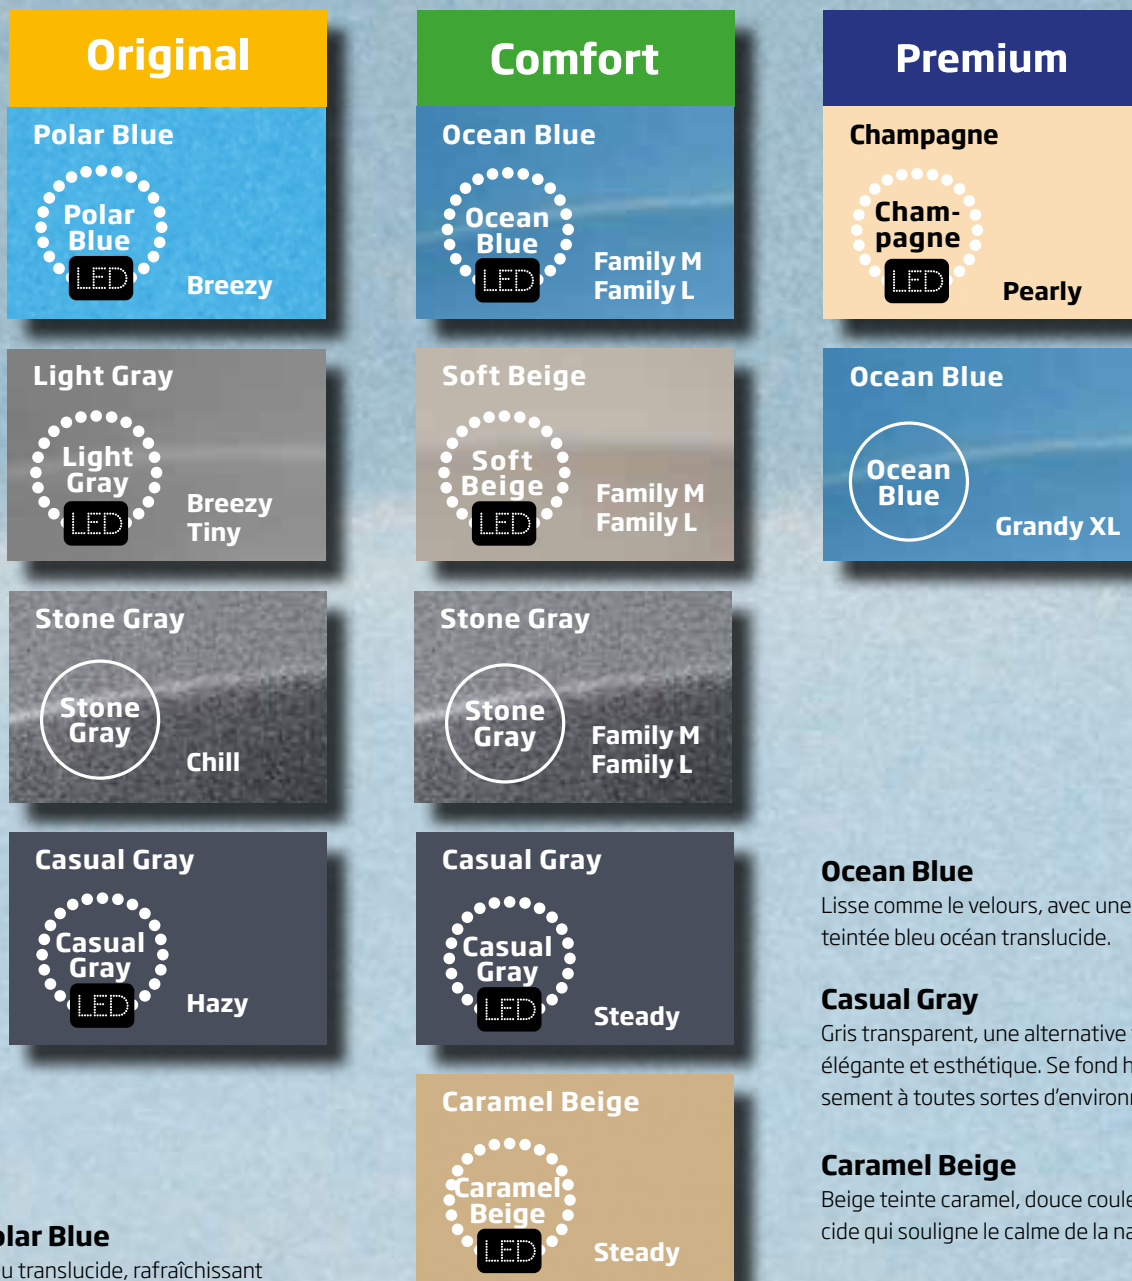 Original
Polar Blue
Polar
Blue
LED
Breezy
Light Gray
Light
Gray
LED
Breezy
Tiny
Stone Gray
Stone
Gray
Chill
Casual Gray
Casual
Gray
LED
Hazy
lar Blue
u translucide, rafraîchissant
Comfort
Ocean Blue
Ocean
Blue
LED
Family M
Family L
Soft Beige
Soft
Beige
LED
Family M
Family L
Stone Gray
Stone
Gray
Family M
Family L
Casual Gray
Casual
Gray
LED
Steady
Caramel Beige
Caramel
Beige
LED
Steady
Premium
Champagne
Cham-
pagne
LED
Pearly
Ocean Blue
Ocean
Blue
Grandy XL
Ocean Blue
Lisse comme le velours, avec une
teintée bleu océan translucide.
Casual Gray
Gris transparent, une alternative
élégante et esthétique. Se fond h
sement à toutes sortes d'environ
Caramel Beige
Beige teinte caramel, douce coule
cide qui souligne le calme de la na